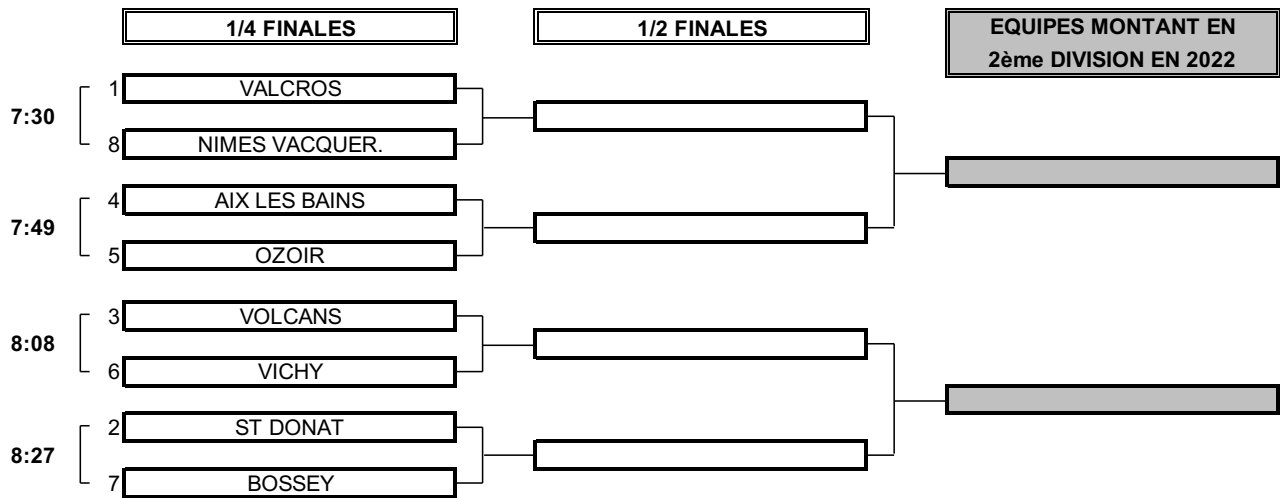 1/4 FINALES
1/2 FINALES
EQUIPES MONTANT EN
2ème DIVISION EN 2022
7:30
1 VALCROS
8 NIMES VACQUER.
7:49
4 AIX LES BAINS
5 OZOIR
8:08
3 VOLCANS
6 VICHY
8:27
2 ST DONAT
7 BOSSEY